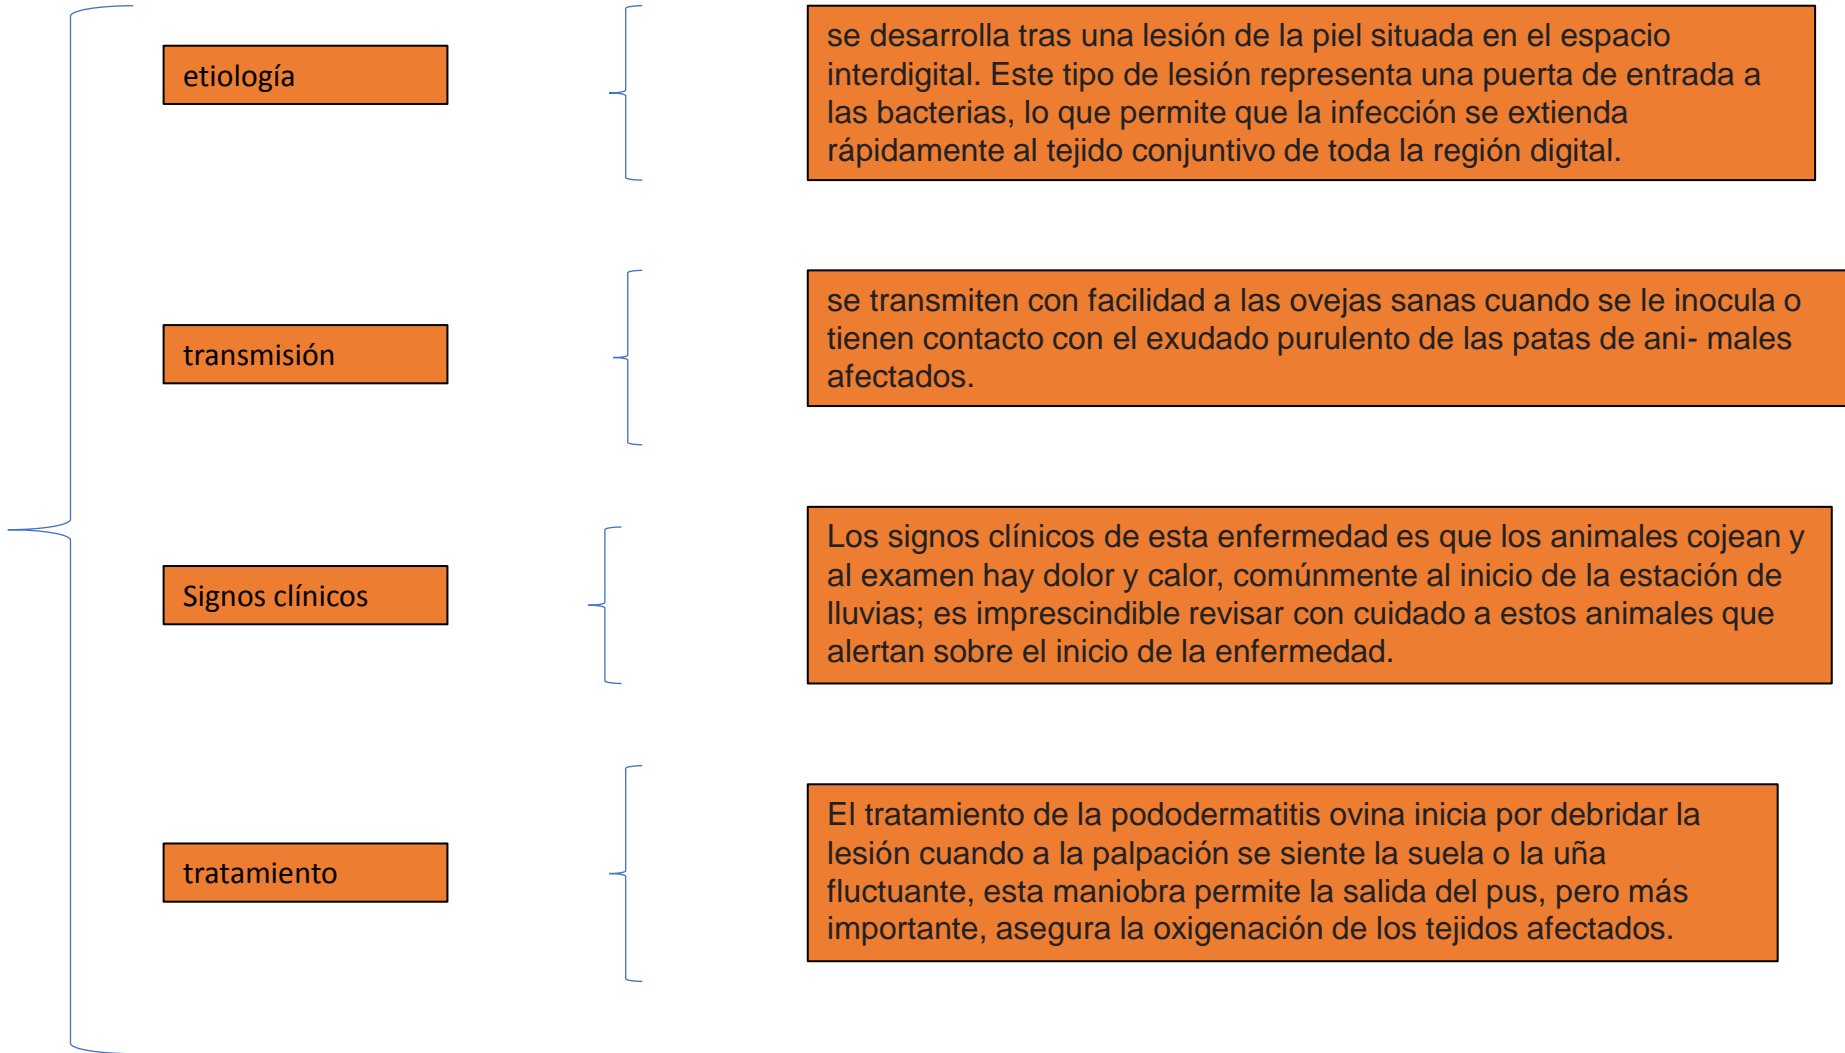 etiología
se desarrolla tras una lesión de la piel situada en el espacio
interdigital. Este tipo de lesión representa una puerta de entrada a
las bacterias, lo que permite que la infección se extienda
rápidamente al tejido conjuntivo de toda la región digital.
transmisión
se transmiten con facilidad a las ovejas sanas cuando se le inocula o
tienen contacto con el exudado purulento de las patas de ani- males
afectados.
Signos clínicos
Los signos clínicos de esta enfermedad es que los animales cojean y
al examen hay dolor y calor, comúnmente al inicio de la estación de
lluvias; es imprescindible revisar con cuidado a estos animales que
alertan sobre el inicio de la enfermedad.
tratamiento
El tratamiento de la pododermatitis ovina inicia por debridar la
lesión cuando a la palpación se siente la suela o la uña
fluctuante, esta maniobra permite la salida del pus, pero más
importante, asegura la oxigenación de los tejidos afectados.